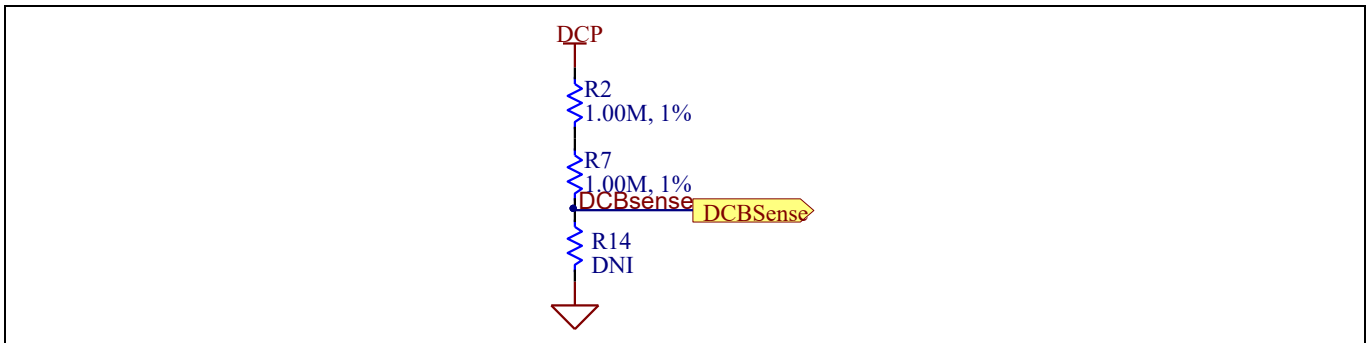 DCP
R2
1.00M, 1%
R7
1.00M, 1%
DCBsense
DCBSense
R14
DNI